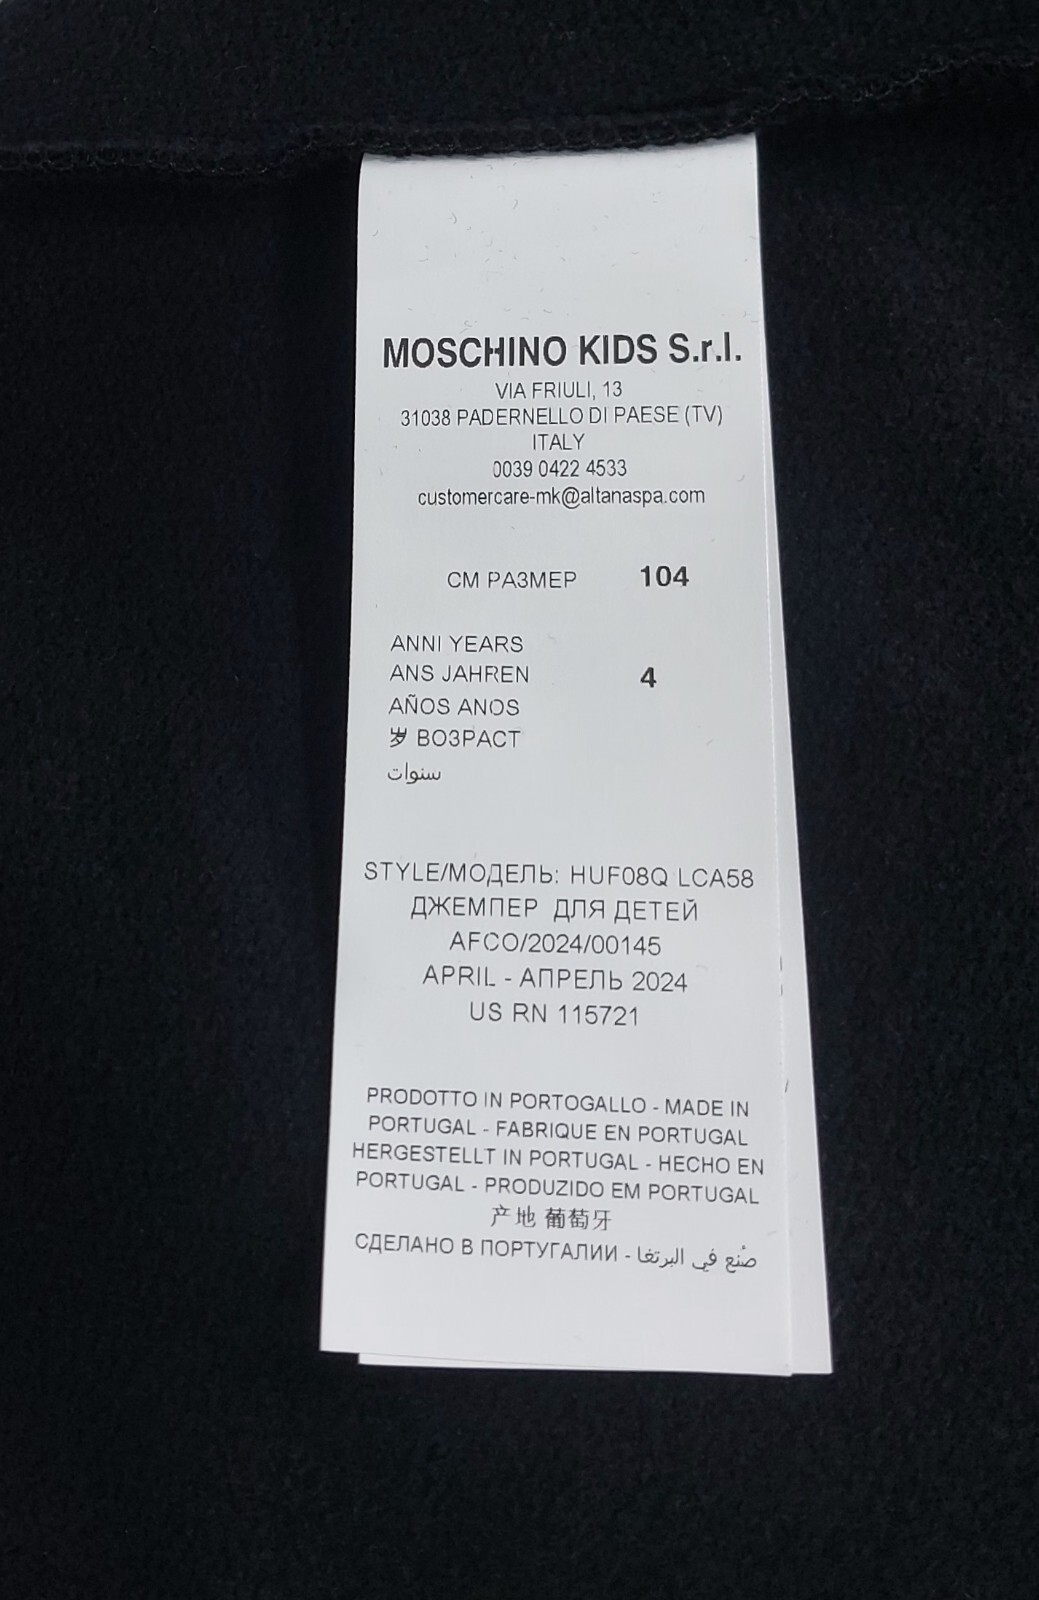 MOSCHINO KIDS S.r.l.
VIA FRIULI, 13
31038 PADERNELLO DI PAESE (TV)
ITALY
0039 0422 4533
customercare-mk@altanaspa.com
СМ РАЗМЕР 104
ANNI YEARS
ANS JAHREN 4
AÑOS ANOS
岁 ВОЗРАСТ
سنوات
STYLE/МОДЕЛЬ: HUF08Q LCA58
ДЖЕМПЕР ДЛЯ ДЕТЕЙ
AFCO/2024/00145
APRIL - АПРЕЛЬ 2024
US RN 115721
PRODOTTO IN PORTOGALLO - MADE IN
PORTUGAL - FABRIQUE EN PORTUGAL
HERGESTELLT IN PORTUGAL - HECHO EN
PORTUGAL - PRODUZIDO EM PORTUGAL
产地 葡萄牙
СДЕЛАНО В ПОРТУГАЛИИ - صُنع في البرتغا